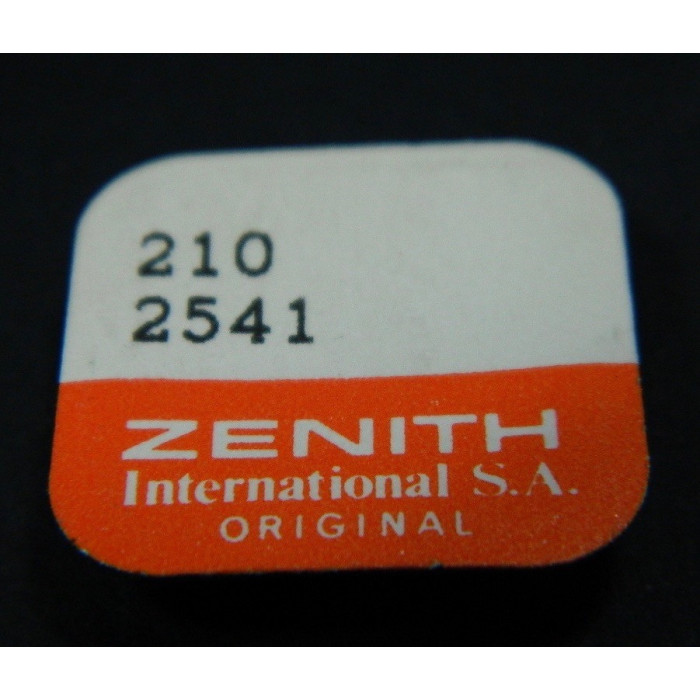 210
2541
ZENITH
International S.A.
ORIGINAL